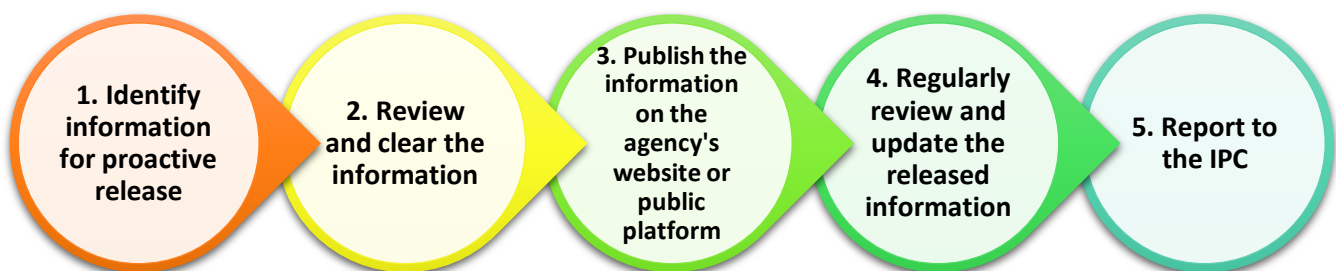 1. Identify
information
for proactive
release
2. Review
and clear the
information
3. Publish the
information
on the
agency's
website or
public
platform
4. Regularly
review and
update the
released
information
5. Report to
the IPC